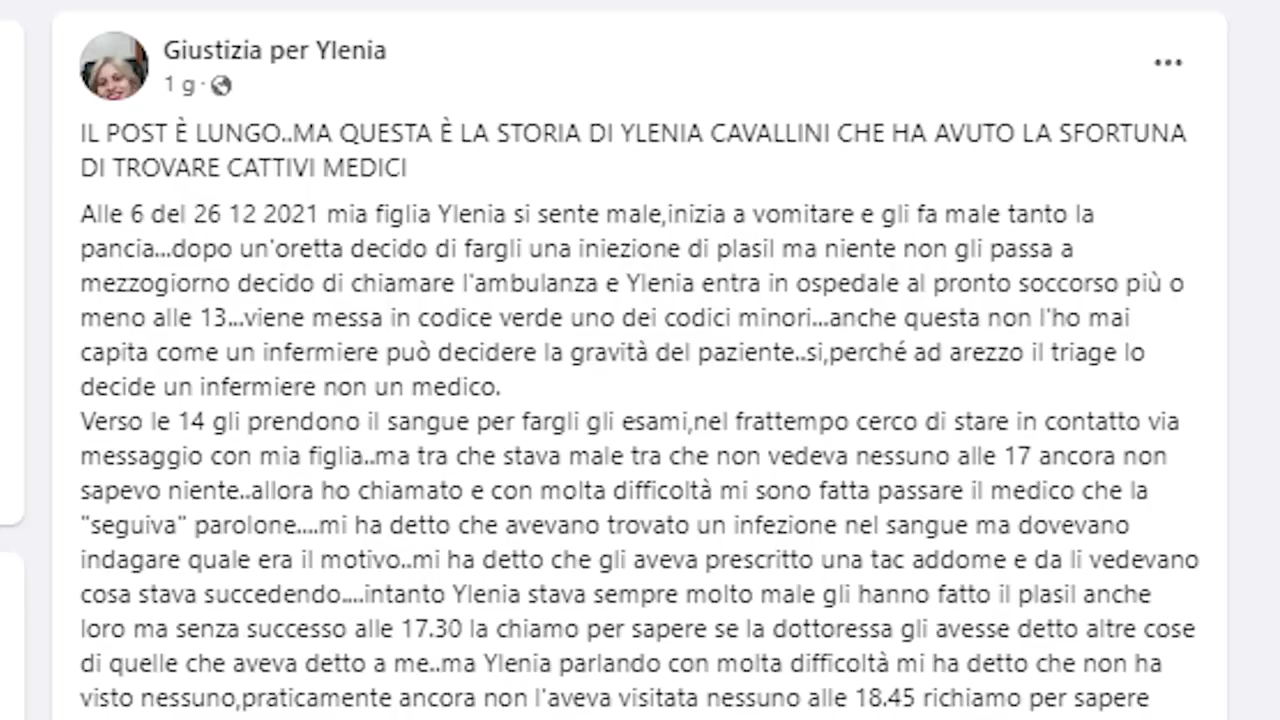 Giustizia per Ylenia
1 g ·
IL POST È LUNGO..MA QUESTA È LA STORIA DI YLENIA CAVALLINI CHE HA AVUTO LA SFORTUNA
DI TROVARE CATTIVI MEDICI
Alle 6 del 26 12 2021 mia figlia Ylenia si sente male,inizia a vomitare e gli fa male tanto la
pancia...dopo un'oretta decido di fargli una iniezione di plasil ma niente non gli passa a
mezzogiorno decido di chiamare l'ambulanza e Ylenia entra in ospedale al pronto soccorso più o
meno alle 13...viene messa in codice verde uno dei codici minori...anche questa non l'ho mai
capita come un infermiere può decidere la gravità del paziente..si,perché ad arezzo il triage lo
decide un infermiere non un medico.
Verso le 14 gli prendono il sangue per fargli gli esami,nel frattempo cerco di stare in contatto via
messaggio con mia figlia..ma tra che stava male tra che non vedeva nessuno alle 17 ancora non
sapevo niente..allora ho chiamato e con molta difficoltà mi sono fatta passare il medico che la
"seguiva" parolone....mi ha detto che avevano trovato un infezione nel sangue ma dovevano
indagare quale era il motivo..mi ha detto che gli aveva prescritto una tac addome e da li vedevano
cosa stava succedendo....intanto Ylenia stava sempre molto male gli hanno fatto il plasil anche
loro ma senza successo alle 17.30 la chiamo per sapere se la dottoressa gli avesse detto altre cose
di quelle che aveva detto a me..ma Ylenia parlando con molta difficoltà mi ha detto che non ha
visto nessuno,praticamente ancora non l'aveva visitata nessuno alle 18.45 richiamo per sapere